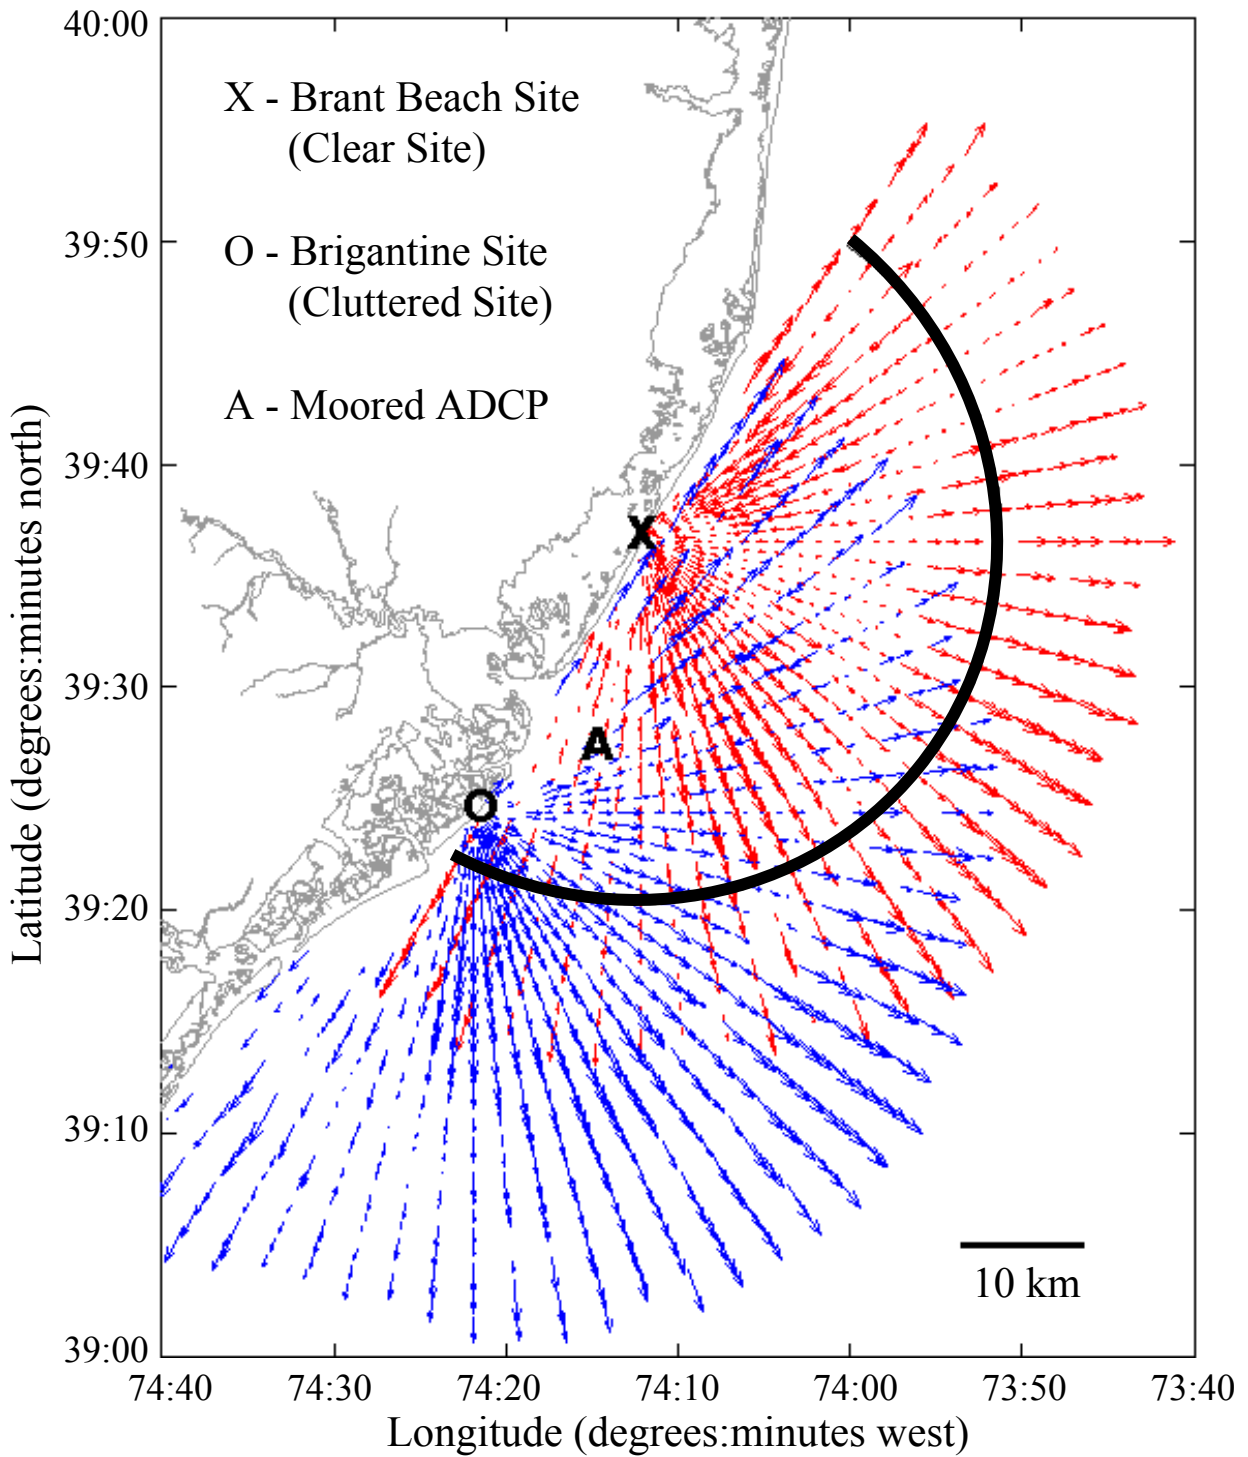 40:00
X - Brant Beach Site
(Clear Site)
39:50
O - Brigantine Site
(Cluttered Site)
A - Moored ADCP
39:40
X
39:30
A
O
39:20
39:10
10 km
39:00
74:40 74:30 74:20 74:10 74:00 73:50 73:40
Longitude (degrees:minutes west)
Latitude (degrees:minutes north)